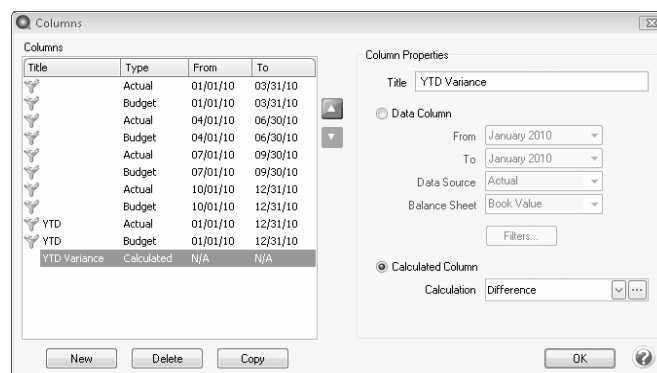 Columns
Columns
Title Type From To
Actual 01/01/10 03/31/10
Budget 01/01/10 03/31/10
Actual 04/01/10 06/30/10
Budget 04/01/10 06/30/10
Actual 07/01/10 09/30/10
Budget 07/01/10 09/30/10
Actual 10/01/10 12/31/10
Budget 10/01/10 12/31/10
YTD Actual 01/01/10 12/31/10
YTD Budget 01/01/10 12/31/10
YTD Variance Calculated N/A N/A
New Delete Copy
Column Properties
Title YTD Variance
Data Column
From January 2010
To January 2010
Data Source Actual
Balance Sheet Book Value
Filters...
Calculated Column
Calculation Difference ...
OK ?